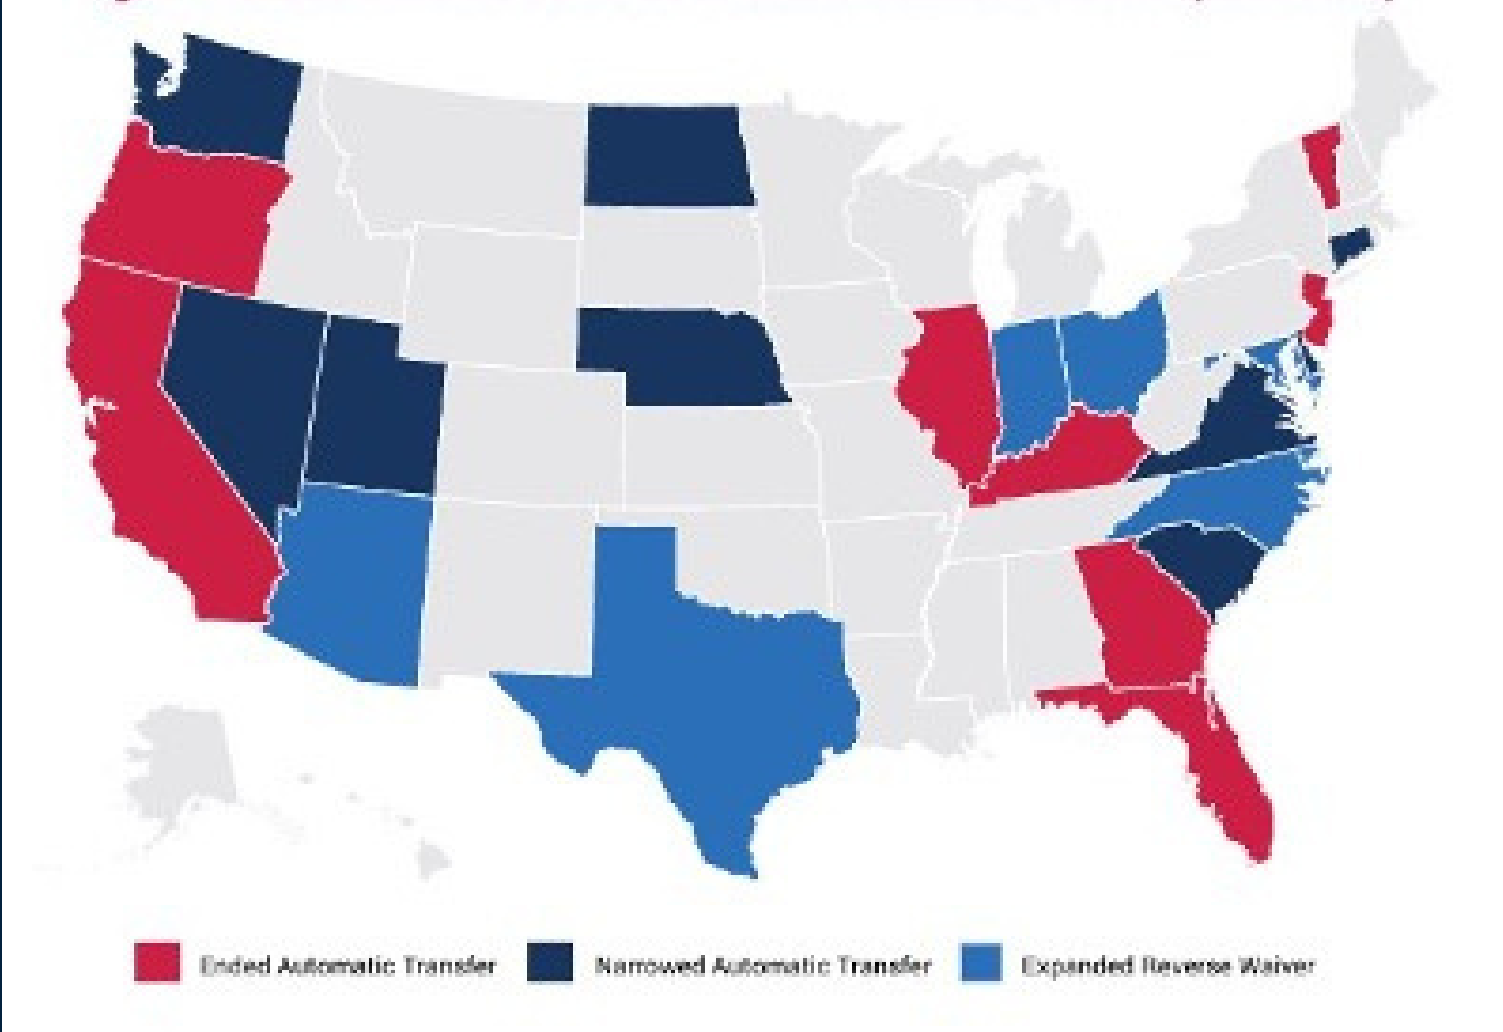 Ended Automatic Transfer
Narrowed Automatic Transfer
Expanded Reverse Waiver